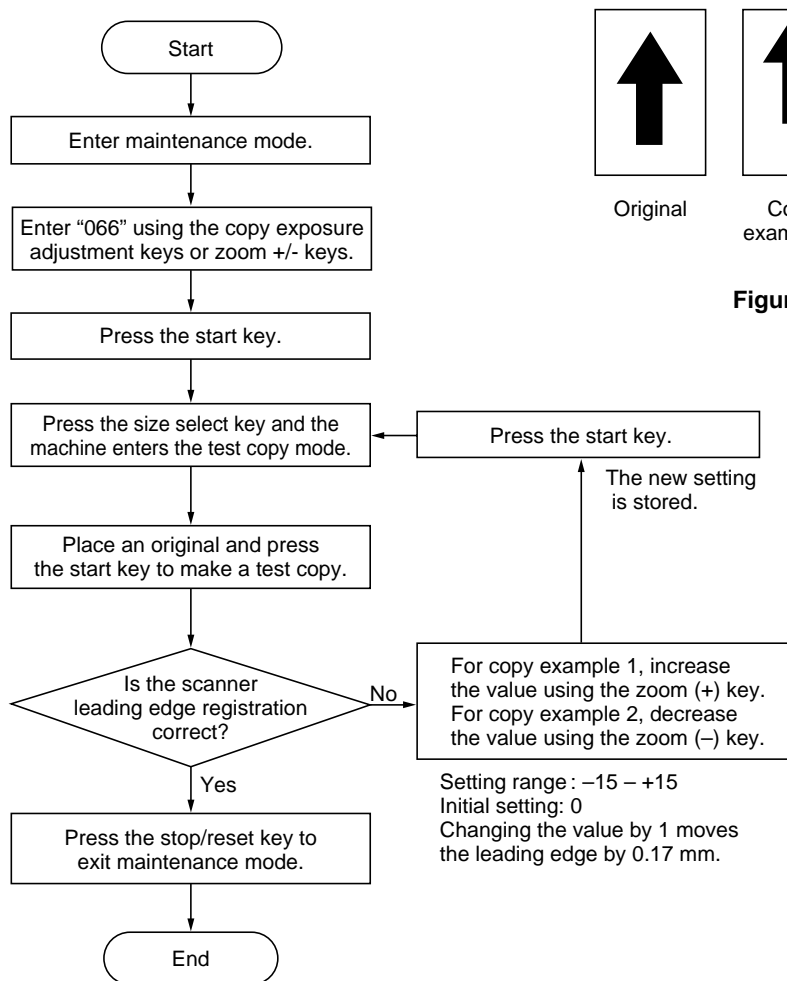 Start
Enter maintenance mode.
Enter “066” using the copy exposure
adjustment keys or zoom +/- keys.
Press the start key.
Press the size select key and the
machine enters the test copy mode.
Place an original and press
the start key to make a test copy.
Is the scanner
leading edge registration
correct?
No
Yes
Press the stop/reset key to
exit maintenance mode.
End
Original
Press the start key.
The new setting
is stored.
For copy example 1, increase
the value using the zoom (+) key.
For copy example 2, decrease
the value using the zoom (–) key.
Setting range : –15 – +15
Initial setting: 0
Changing the value by 1 moves
the leading edge by 0.17 mm.